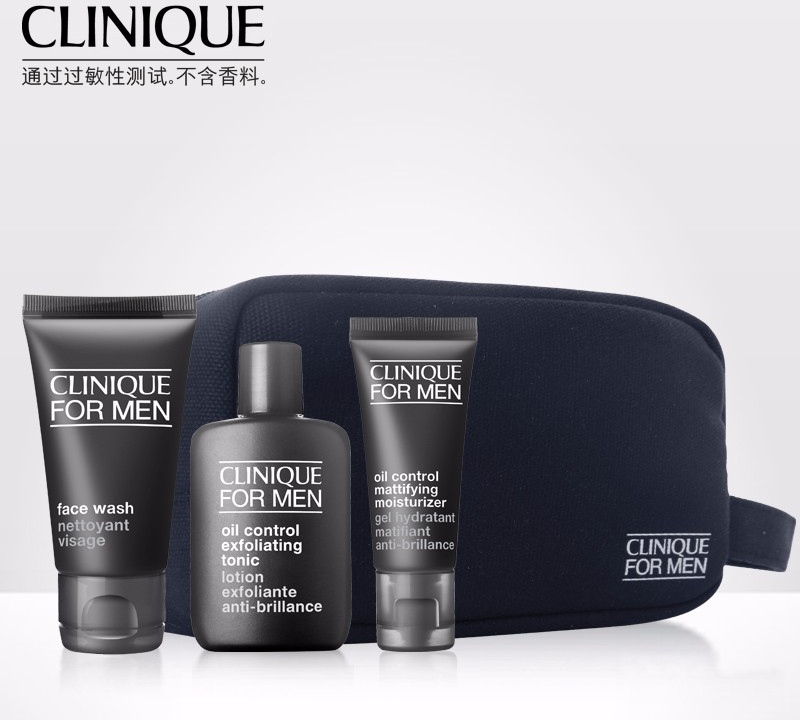 CLINIQUE
通过过敏性测试。不含香料。
CLINIQUE
FOR MEN
face wash
nettoyant
visage
CLINIQUE
FOR MEN
oil control
exfoliating
tonic
lotion
exfoliante
anti-brillance
CLINIQUE
FOR MEN
oil control
mattifying
moisturizer
gel hydratant
matifiant
anti-brillance
CLINIQUE
FOR MEN